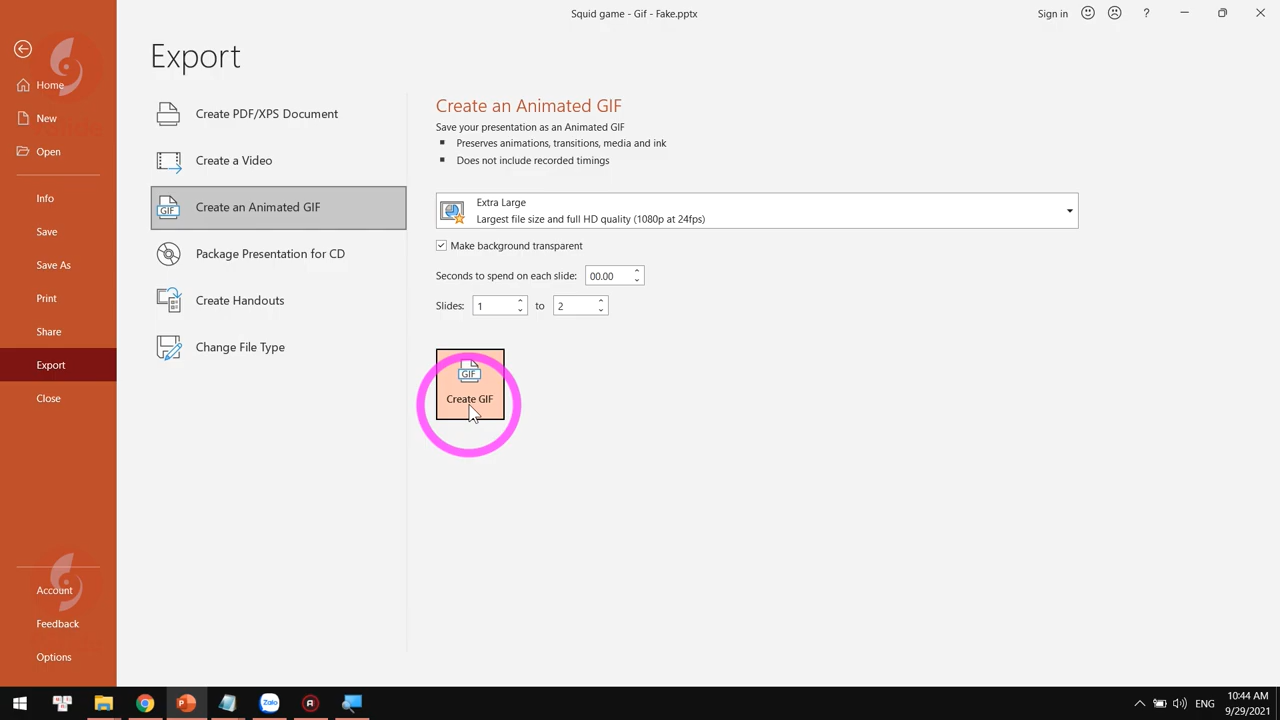 Squid game - Gif - Fake.pptx
Sign in
?
Export
Home
New
Open
Info
Save
Save As
Print
Share
Export
Close
Account
Feedback
Options
Create PDF/XPS Document
Create a Video
GIF
Create an Animated GIF
Package Presentation for CD
Create Handouts
Change File Type
Create an Animated GIF
Save your presentation as an Animated GIF
Preserves animations, transitions, media and ink
Does not include recorded timings
Extra Large
Largest file size and full HD quality (1080p at 24fps)
Make background transparent
Seconds to spend on each slide: 00.00
Slides: 1 to 2
GIF
Create GIF
Zalo
ENG
10:44 AM
9/29/2021